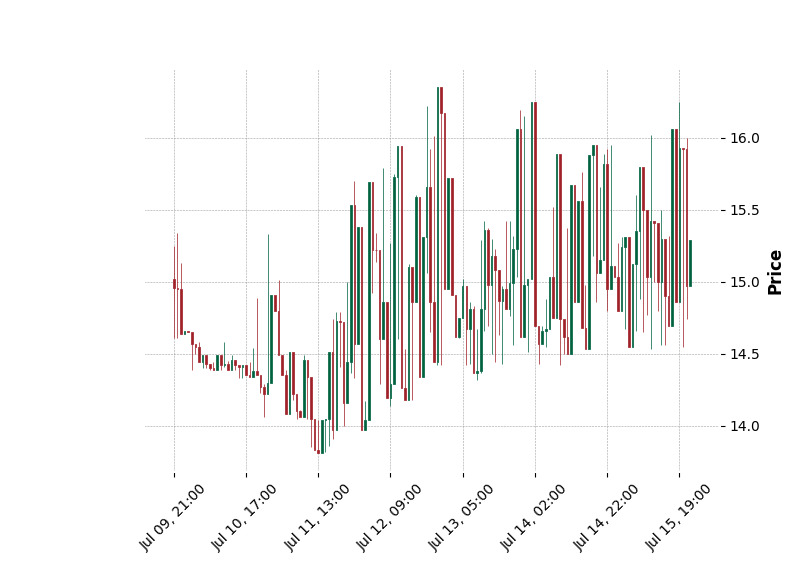 16.0
15.5
15.0
14.5
14.0
Price
Jul 09, 21:00
Jul 10, 17:00
Jul 11, 13:00
Jul 12, 09:00
Jul 13, 05:00
Jul 14, 02:00
Jul 14, 22:00
Jul 15, 19:00